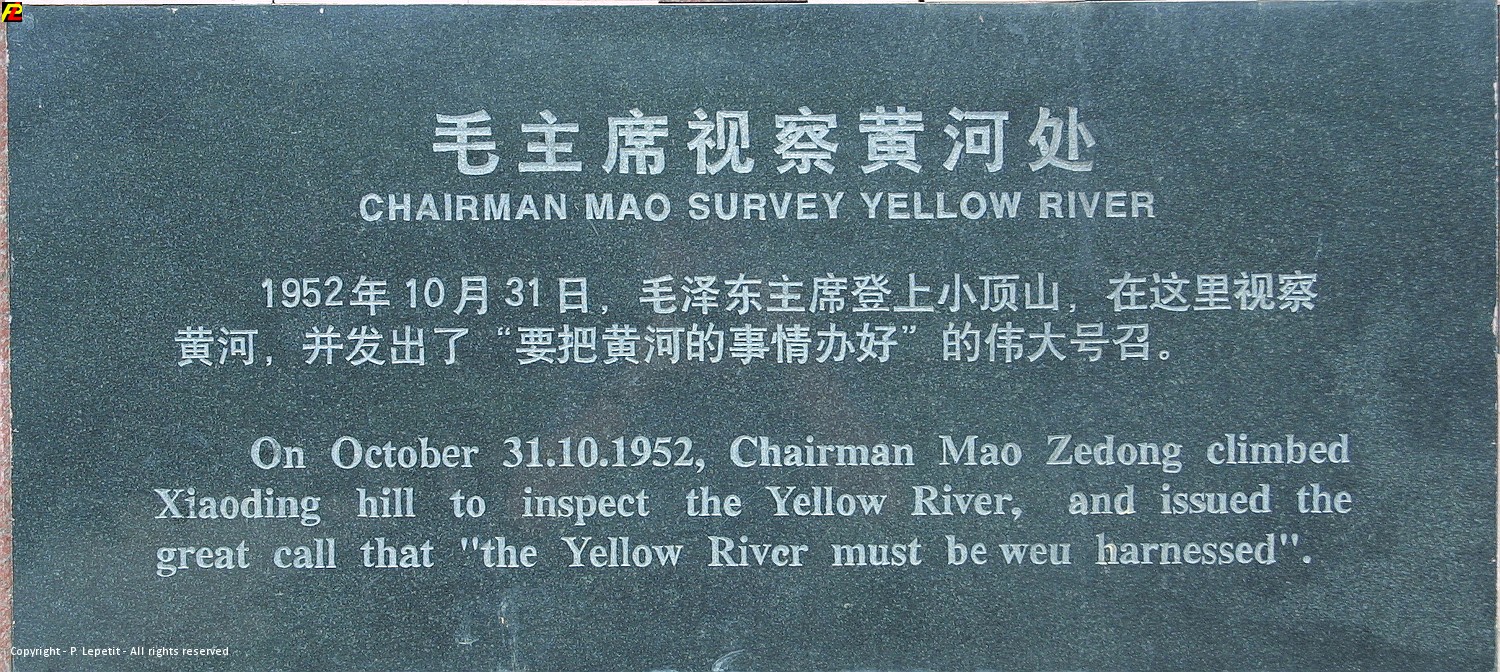 毛主席视察黄河处
CHAIRMAN MAO SURVEY YELLOW RIVER
1952年10月31日，毛泽东主席登上小顶山，在这里视察
黄河，并发出了“要把黄河的事情办好”的伟大号召。
On October 31.10.1952, Chairman Mao Zedong climbed
Xiaoding hill to inspect the Yellow River, and issued the
great call that "the Yellow River must be weu harnessed".
Copyright - P. Lepetit - All rights reserved